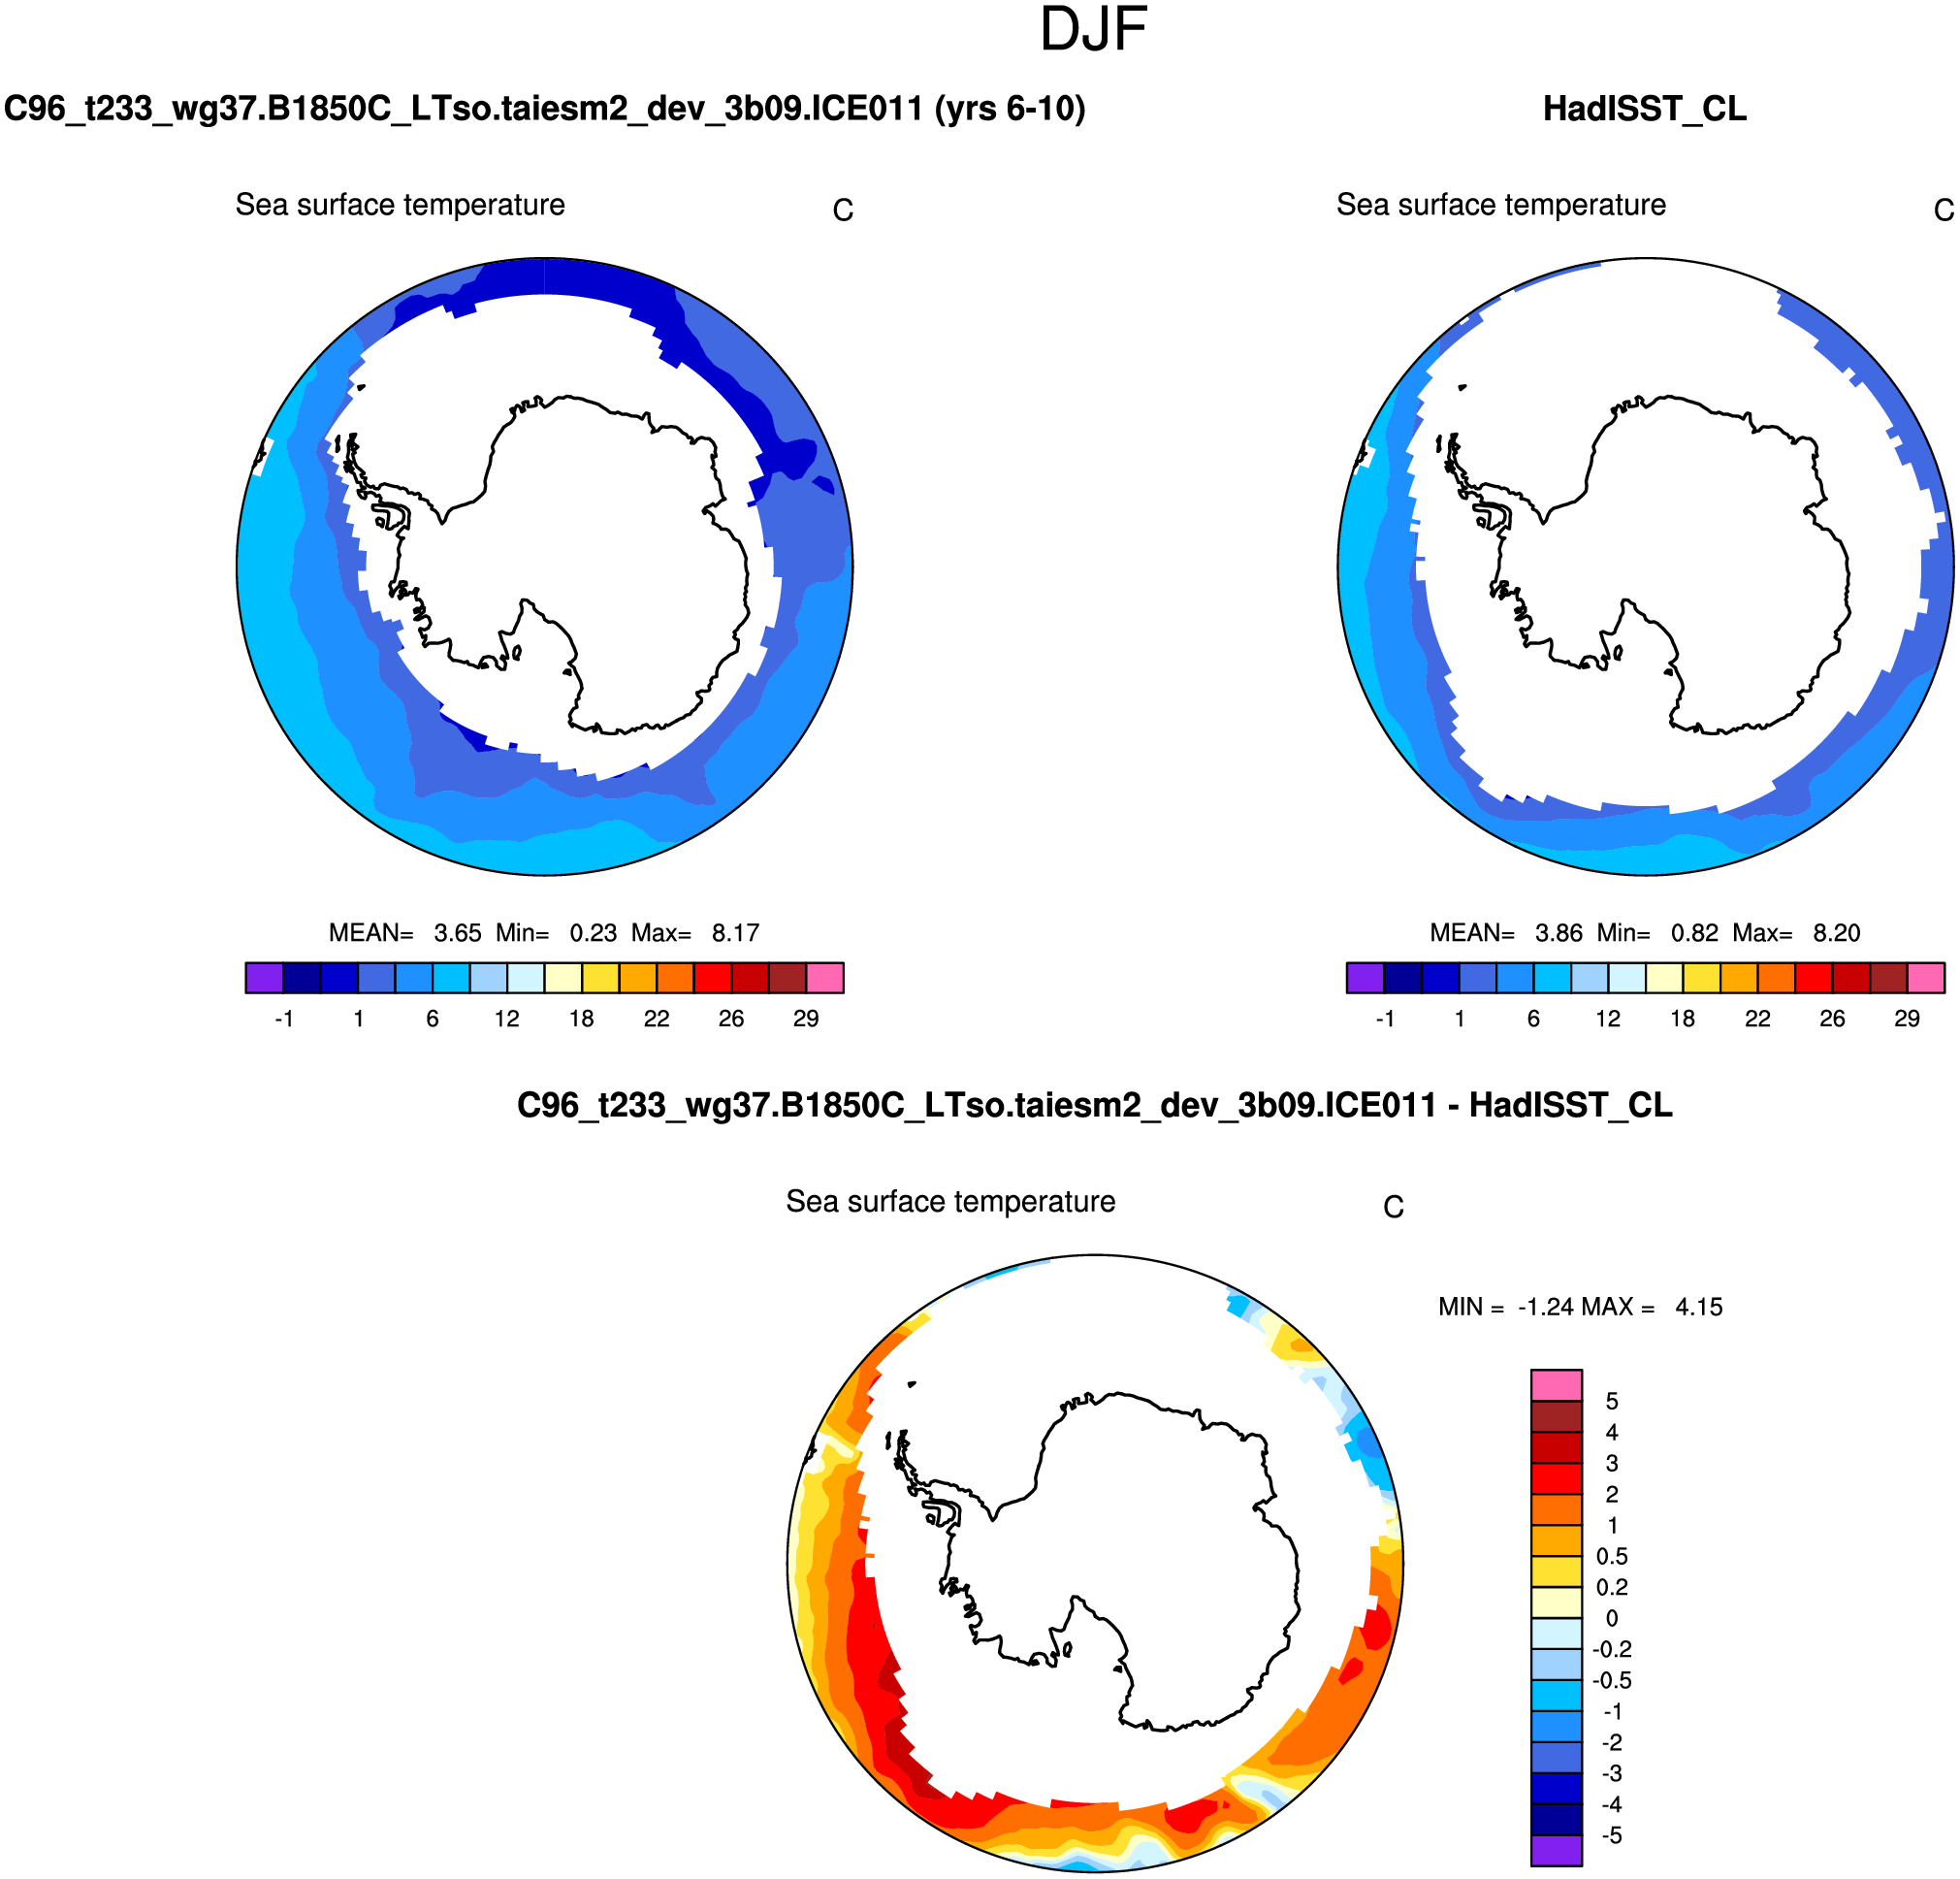 DJF
C96_t233_wg37.B1850C_LTso.taiesm2_dev_3b09.ICE011 (yrs 6-10)
HadISST_CL
Sea surface temperature C
Sea surface temperature C
MEAN= 3.65 Min= 0.23 Max= 8.17
MEAN= 3.86 Min= 0.82 Max= 8.20
-1 1 6 12 18 22 26 29
-1 1 6 12 18 22 26 29
C96_t233_wg37.B1850C_LTso.taiesm2_dev_3b09.ICE011 - HadISST_CL
Sea surface temperature C
MIN = -1.24 MAX = 4.15
5
4
3
2
1
0.5
0.2
0
-0.2
-0.5
-1
-2
-3
-4
-5